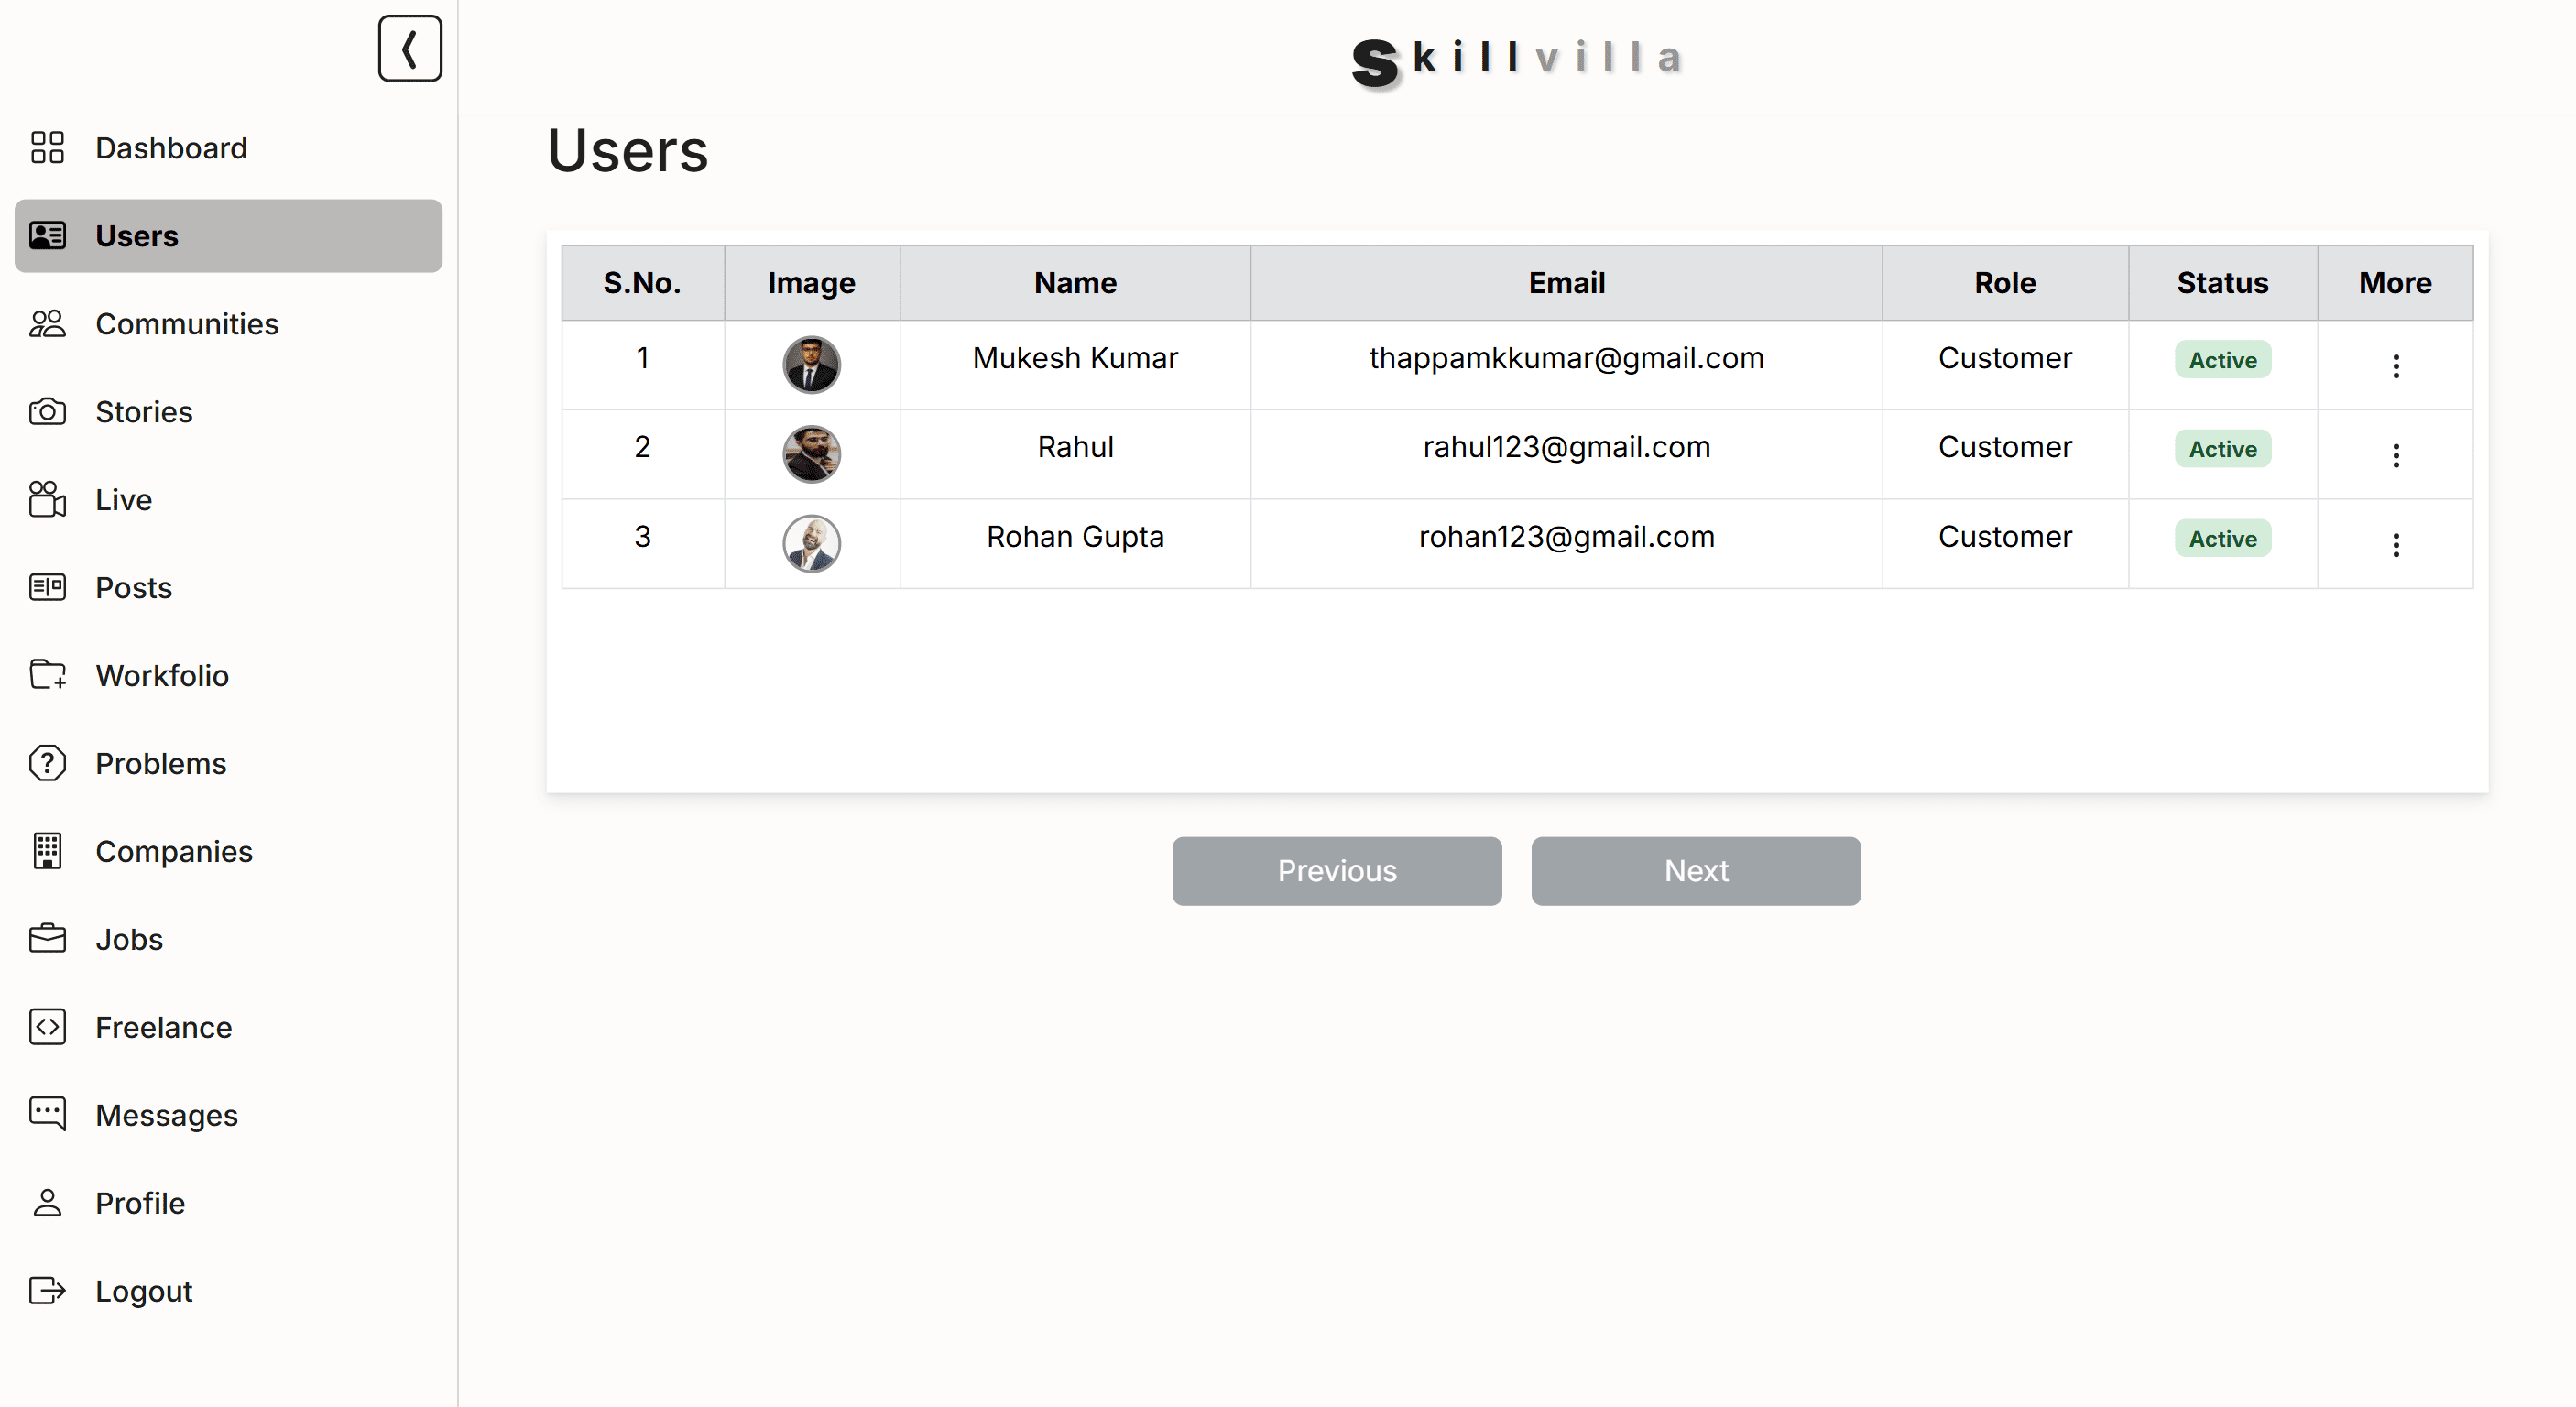 Skillvilla
Dashboard
Users
Communities
Stories
Live
Posts
Workfolio
Problems
Companies
Jobs
Freelance
Messages
Profile
Logout
Users
S.No. Image Name Email Role Status More
1 Mukesh Kumar thappamkkumar@gmail.com Customer Active
2 Rahul rahul123@gmail.com Customer Active
3 Rohan Gupta rohan123@gmail.com Customer Active
Previous Next